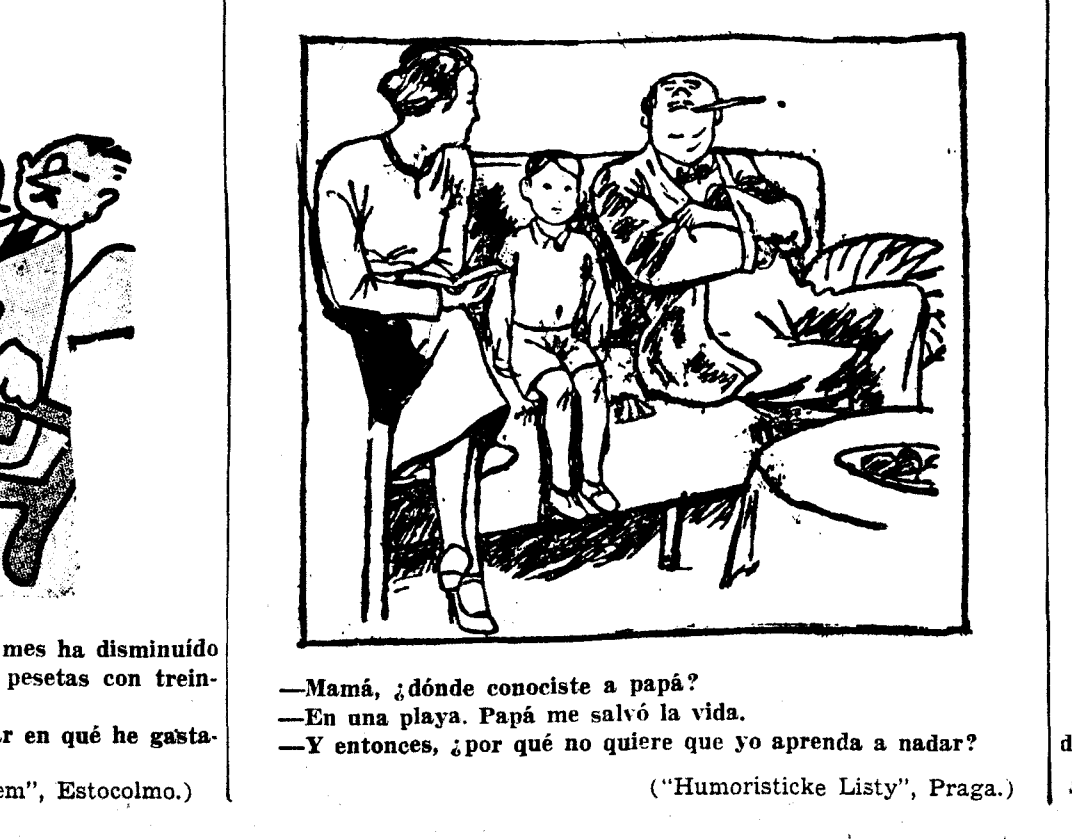 mes ha disminuído
pesetas con trein-
en qué he gasta-
", Estocolmo.)
—Mamá, ¿dónde conociste a papá?
—En una playa. Papá me salvó la vida.
—Y entonces, ¿por qué no quiere que yo aprenda a nadar?
("Humoristicke Listy", Praga.)